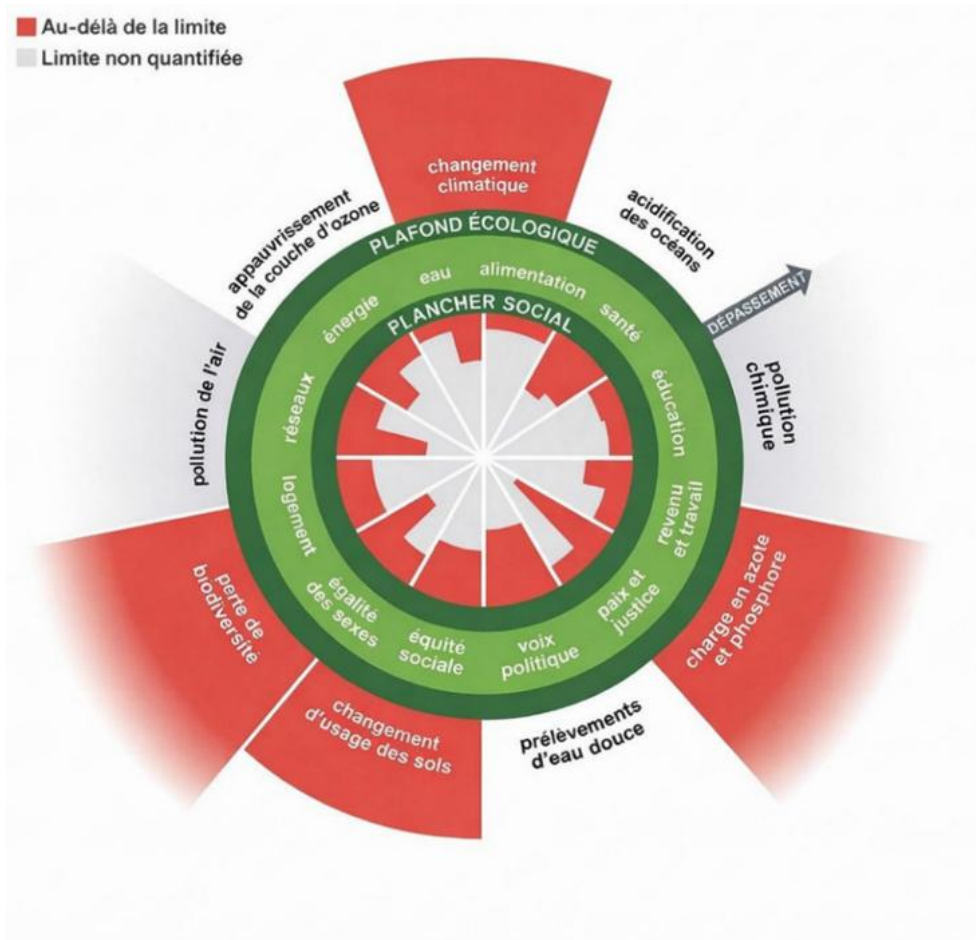 Au-délà de la limite
Limite non quantifiée
changement
climatique
appauvrissement
de la couche d'ozone
acidification
des océans
PLAFOND ÉCOLOGIQUE
DÉPASSEMENT
eau
alimentation
énergie
santé
PLANCHER SOCIAL
pollution de l'air
réseaux
éducation
pollution
chimique
logement
revenu
et travail
perte de
biodiversité
égalité
des sexes
équité
sociale
voix
politique
paix et
justice
charge en azote
et phosphore
changement
d'usage des sols
prélèvements
d'eau douce